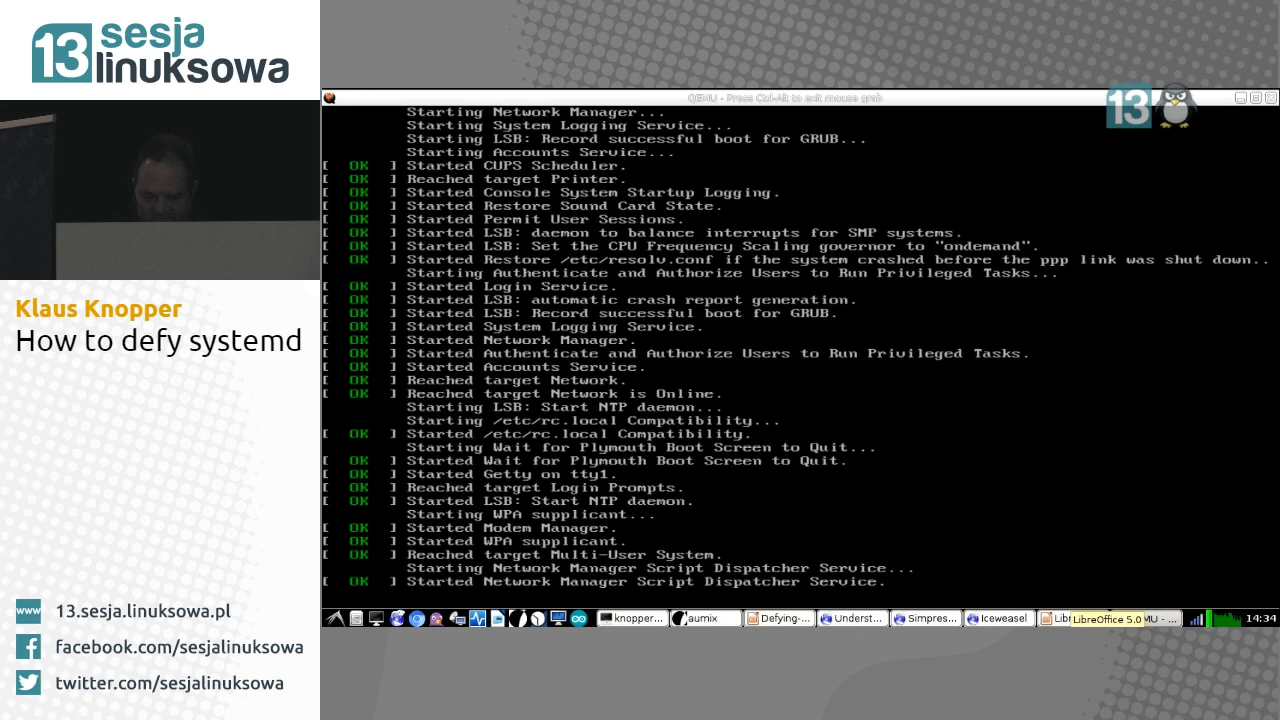 13 sesja
linuksowa
Klaus Knopper
How to defy systemd
www 13.sesja.linuksowa.pl
facebook.com/sesjalinuksowa
twitter.com/sesjalinuksowa
QEMU - Press Ctrl-Alt to exit mouse grab
13
Starting Network Manager...
Starting System Logging Service...
Starting LSB: Record successful boot for GRUB...
Starting Accounts Service...
[ OK ] Started CUPS Scheduler.
[ OK ] Reached target Printer.
[ OK ] Started Console System Startup Logging.
[ OK ] Started Restore Sound Card State.
[ OK ] Started Permit User Sessions.
[ OK ] Started LSB: daemon to balance interrupts for SMP systems.
[ OK ] Started LSB: Set the CPU Frequency Scaling governor to "ondemand".
[ OK ] Started Restore /etc/resolv.conf if the system crashed before the ppp link was shut down..
Starting Authenticate and Authorize Users to Run Privileged Tasks...
[ OK ] Started Login Service.
[ OK ] Started LSB: automatic crash report generation.
[ OK ] Started LSB: Record successful boot for GRUB.
[ OK ] Started System Logging Service.
[ OK ] Started Network Manager.
[ OK ] Started Authenticate and Authorize Users to Run Privileged Tasks.
[ OK ] Started Accounts Service.
[ OK ] Reached target Network.
[ OK ] Reached target Network is Online.
Starting LSB: Start NTP daemon...
Starting /etc/rc.local Compatibility...
[ OK ] Started /etc/rc.local Compatibility.
Starting Wait for Plymouth Boot Screen to Quit...
[ OK ] Started Wait for Plymouth Boot Screen to Quit.
[ OK ] Started Getty on tty1.
[ OK ] Reached target Login Prompts.
[ OK ] Started LSB: Start NTP daemon.
Starting WPA supplicant...
[ OK ] Started Modem Manager.
[ OK ] Started WPA supplicant.
[ OK ] Reached target Multi-User System.
Starting Network Manager Script Dispatcher Service...
[ OK ] Started Network Manager Script Dispatcher Service.
knopper... aumix Defying-... Underst... Simpres... Iceweasel Lib LibreOffice 5.0 MU - ... 14:34